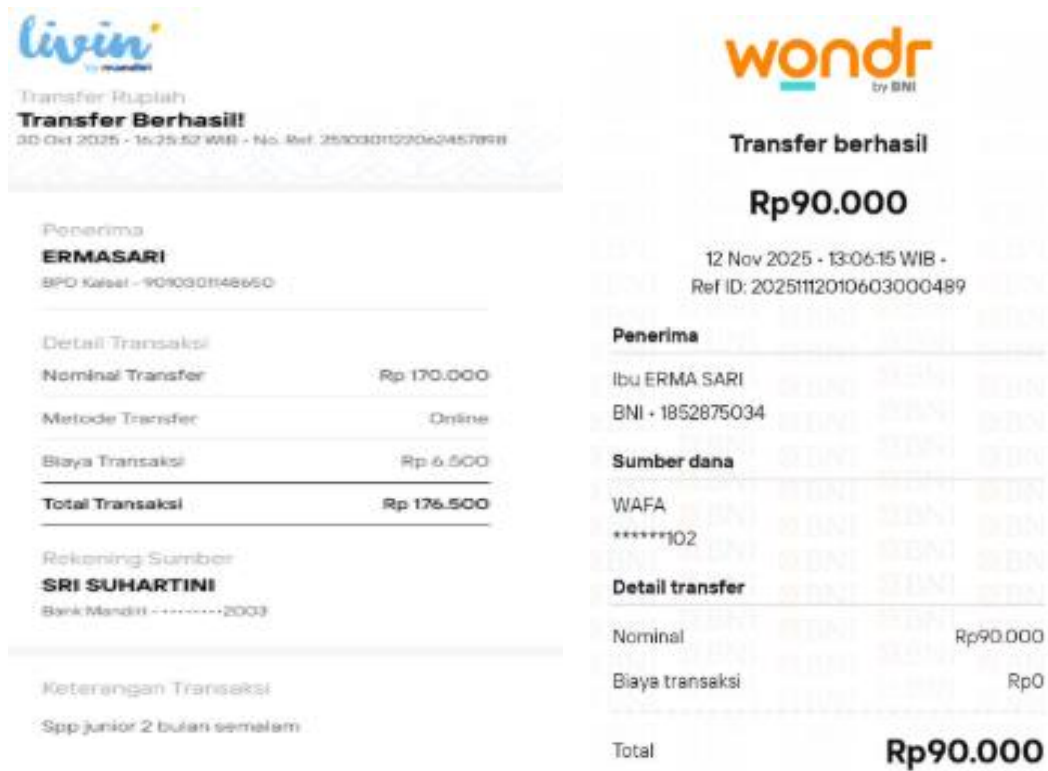 livin'
by mandiri
Transfer Rupiah
Transfer Berhasil!
30 Okt 2025 - 16:25:52 WIB - No. Ref.
Penerima
ERMASARI
BPD Kalsel - 9010301148650
Detail Transaksi
Nominal Transfer Rp 170.000
Metode Transfer Online
Biaya Transaksi Rp 6.500
Total Transaksi Rp 176.500
Rekening Sumber
SRI SUHARTINI
Bank Mandiri - ·········2003
Keterangan Transaksi
Spp junior 2 bulan semalam
wondr
by BNI
Transfer berhasil
Rp90.000
12 Nov 2025 • 13:06:15 WIB •
Ref ID: 20251112010603000489
Penerima
Ibu ERMA SARI
BNI • 1852875034
Sumber dana
WAFA
******102
Detail transfer
Nominal Rp90.000
Biaya transaksi Rp0
Total Rp90.000